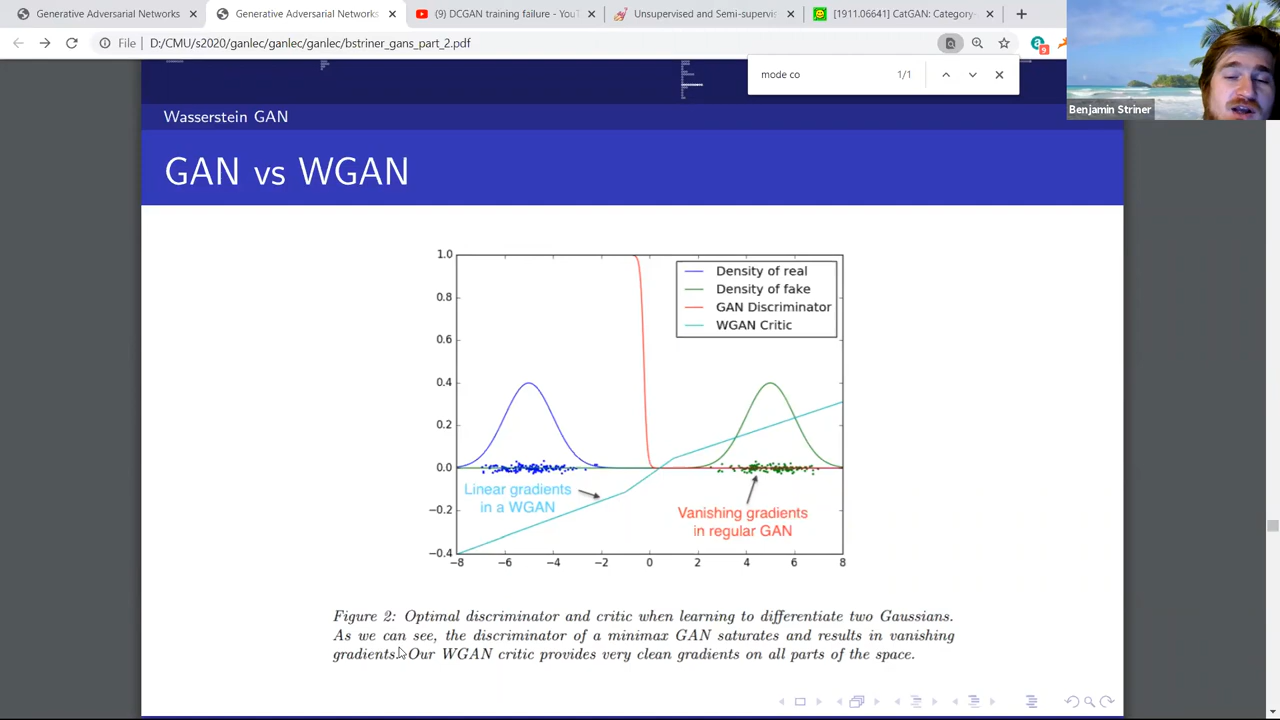 Generative Adversarial Networks
Generative Adversarial Networks
(9) DCGAN training failure - YouT
Unsupervised and Semi-supervis
[1911.06641] CatGAN: Category-
File
D:/CMU/s2020/ganlec/ganlec/ganlec/bstriner_gans_part_2.pdf
9
mode co
1/1
Benjamin Striner
Wasserstein GAN
GAN vs WGAN
1.0
0.8
0.6
0.4
0.2
0.0
−0.2
−0.4
−8
−6
−4
−2
0
2
4
6
8
Density of real
Density of fake
GAN Discriminator
WGAN Critic
Linear gradients
in a WGAN
Vanishing gradients
in regular GAN
Figure 2: Optimal discriminator and critic when learning to differentiate two Gaussians.
As we can see, the discriminator of a minimax GAN saturates and results in vanishing
gradients. Our WGAN critic provides very clean gradients on all parts of the space.